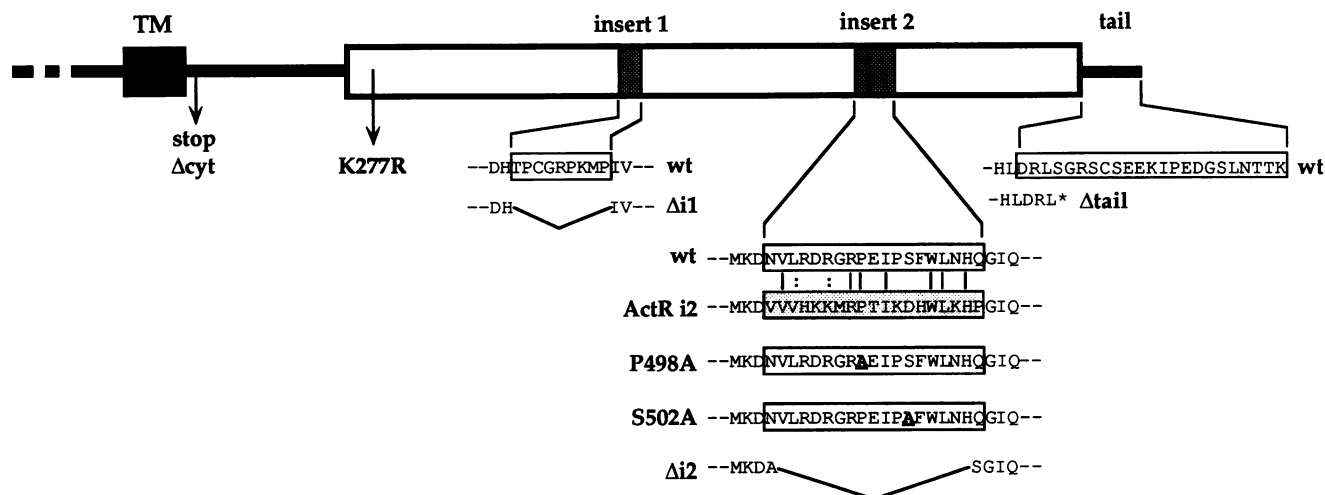 TM
insert 1
insert 2
tail
stop
Δcyt
K277R
--DHTPCGRPKMPIV-- wt
--DH IV-- Δi1
-HLDRLSGRSCSEEKIPEDGSLNTTK wt
-HLDRL* Δtail
wt --MKDNVLRDRGRPEIPSFWLNHQGIQ--
| : : || | || |
ActR i2 --MKDVVVHKKMRPTIKDHWLKHPGIQ--
P498A --MKDNVLRDRGRAEIPSFWLNHQGIQ--
S502A --MKDNVLRDRGRPEIPAFWLNHQGIQ--
Δi2 --MKDA SGIQ--